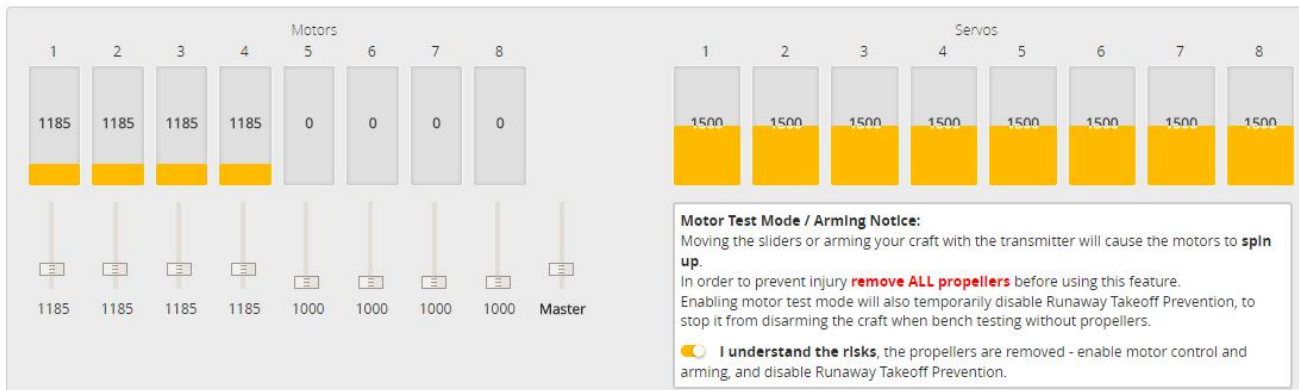 Motors
1 2 3 4 5 6 7 8
1185 1185 1185 1185 0 0 0 0
1185 1185 1185 1185 1000 1000 1000 1000 Master
Servos
1 2 3 4 5 6 7 8
1500 1500 1500 1500 1500 1500 1500 1500
Motor Test Mode / Arming Notice:
Moving the sliders or arming your craft with the transmitter will cause the motors to spin
up.
In order to prevent injury remove ALL propellers before using this feature.
Enabling motor test mode will also temporarily disable Runaway Takeoff Prevention, to
stop it from disarming the craft when bench testing without propellers.
I understand the risks, the propellers are removed - enable motor control and
arming, and disable Runaway Takeoff Prevention.